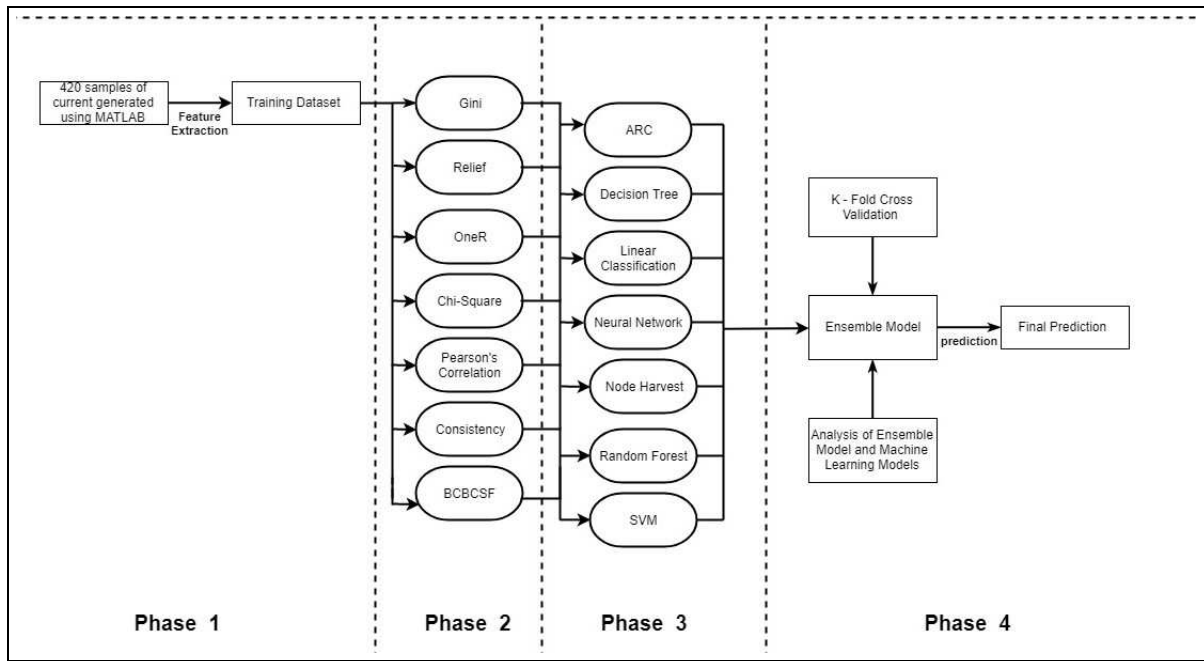 420 samples of
current generated
using MATLAB
Feature
Extraction
Training Dataset
Gini
Relief
OneR
Chi-Square
Pearson's
Correlation
Consistency
BCBCSF
ARC
Decision Tree
Linear
Classification
Neural Network
Node Harvest
Random Forest
SVM
K - Fold Cross
Validation
Ensemble Model
prediction
Final Prediction
Analysis of Ensemble
Model and Machine
Learning Models
Phase 1
Phase 2
Phase 3
Phase 4